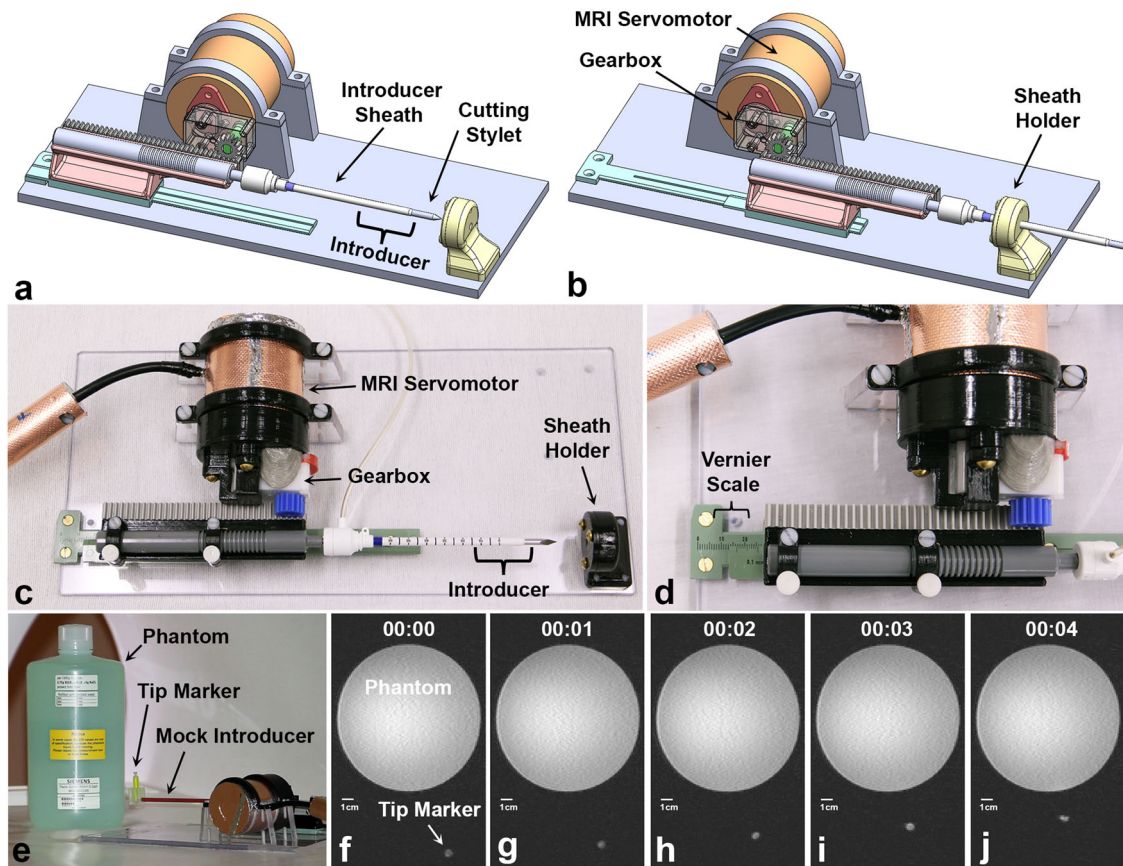 MRI Servomotor
Gearbox
Introducer
Sheath
Cutting
Stylet
Sheath
Holder
Introducer
a
b
MRI Servomotor
Sheath
Holder
Gearbox
Vernier
Scale
Introducer
c
d
Phantom
Tip Marker
Mock Introducer
SIEMENS
e
00:00
00:01
00:02
00:03
00:04
Phantom
1cm
1cm
1cm
1cm
1cm
Tip Marker
f
g
h
i
j